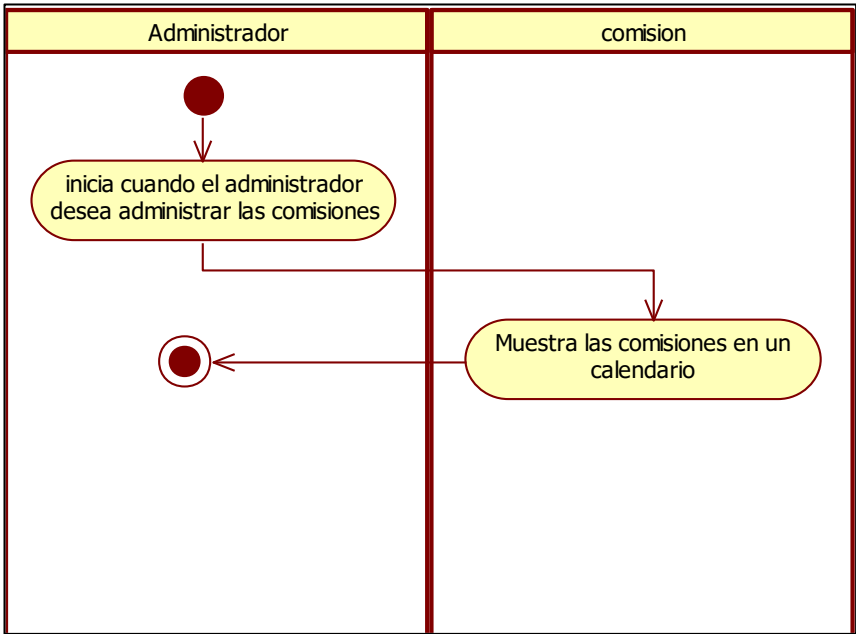 Administrador
comision
inicia cuando el administrador
desea administrar las comisiones
Muestra las comisiones en un
calendario